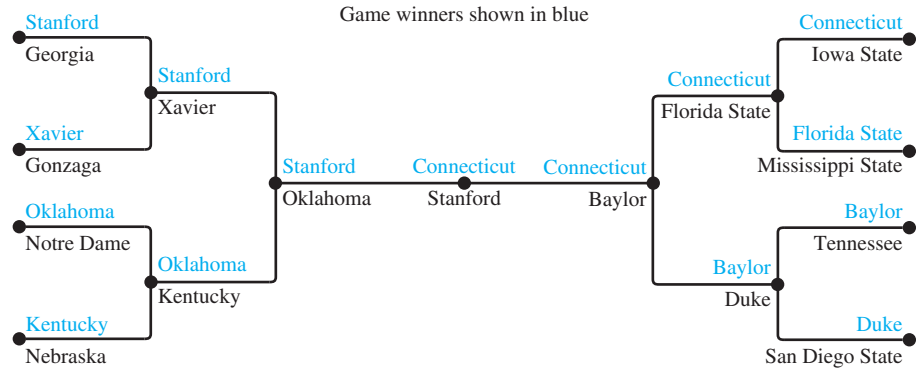 Game winners shown in blue
Stanford
Georgia
Stanford
Xavier
Xavier
Gonzaga
Stanford
Oklahoma
Oklahoma
Notre Dame
Oklahoma
Kentucky
Kentucky
Nebraska
Connecticut
Stanford
Connecticut
Baylor
Connecticut
Florida State
Connecticut
Iowa State
Florida State
Mississippi State
Baylor
Duke
Baylor
Tennessee
Duke
San Diego State